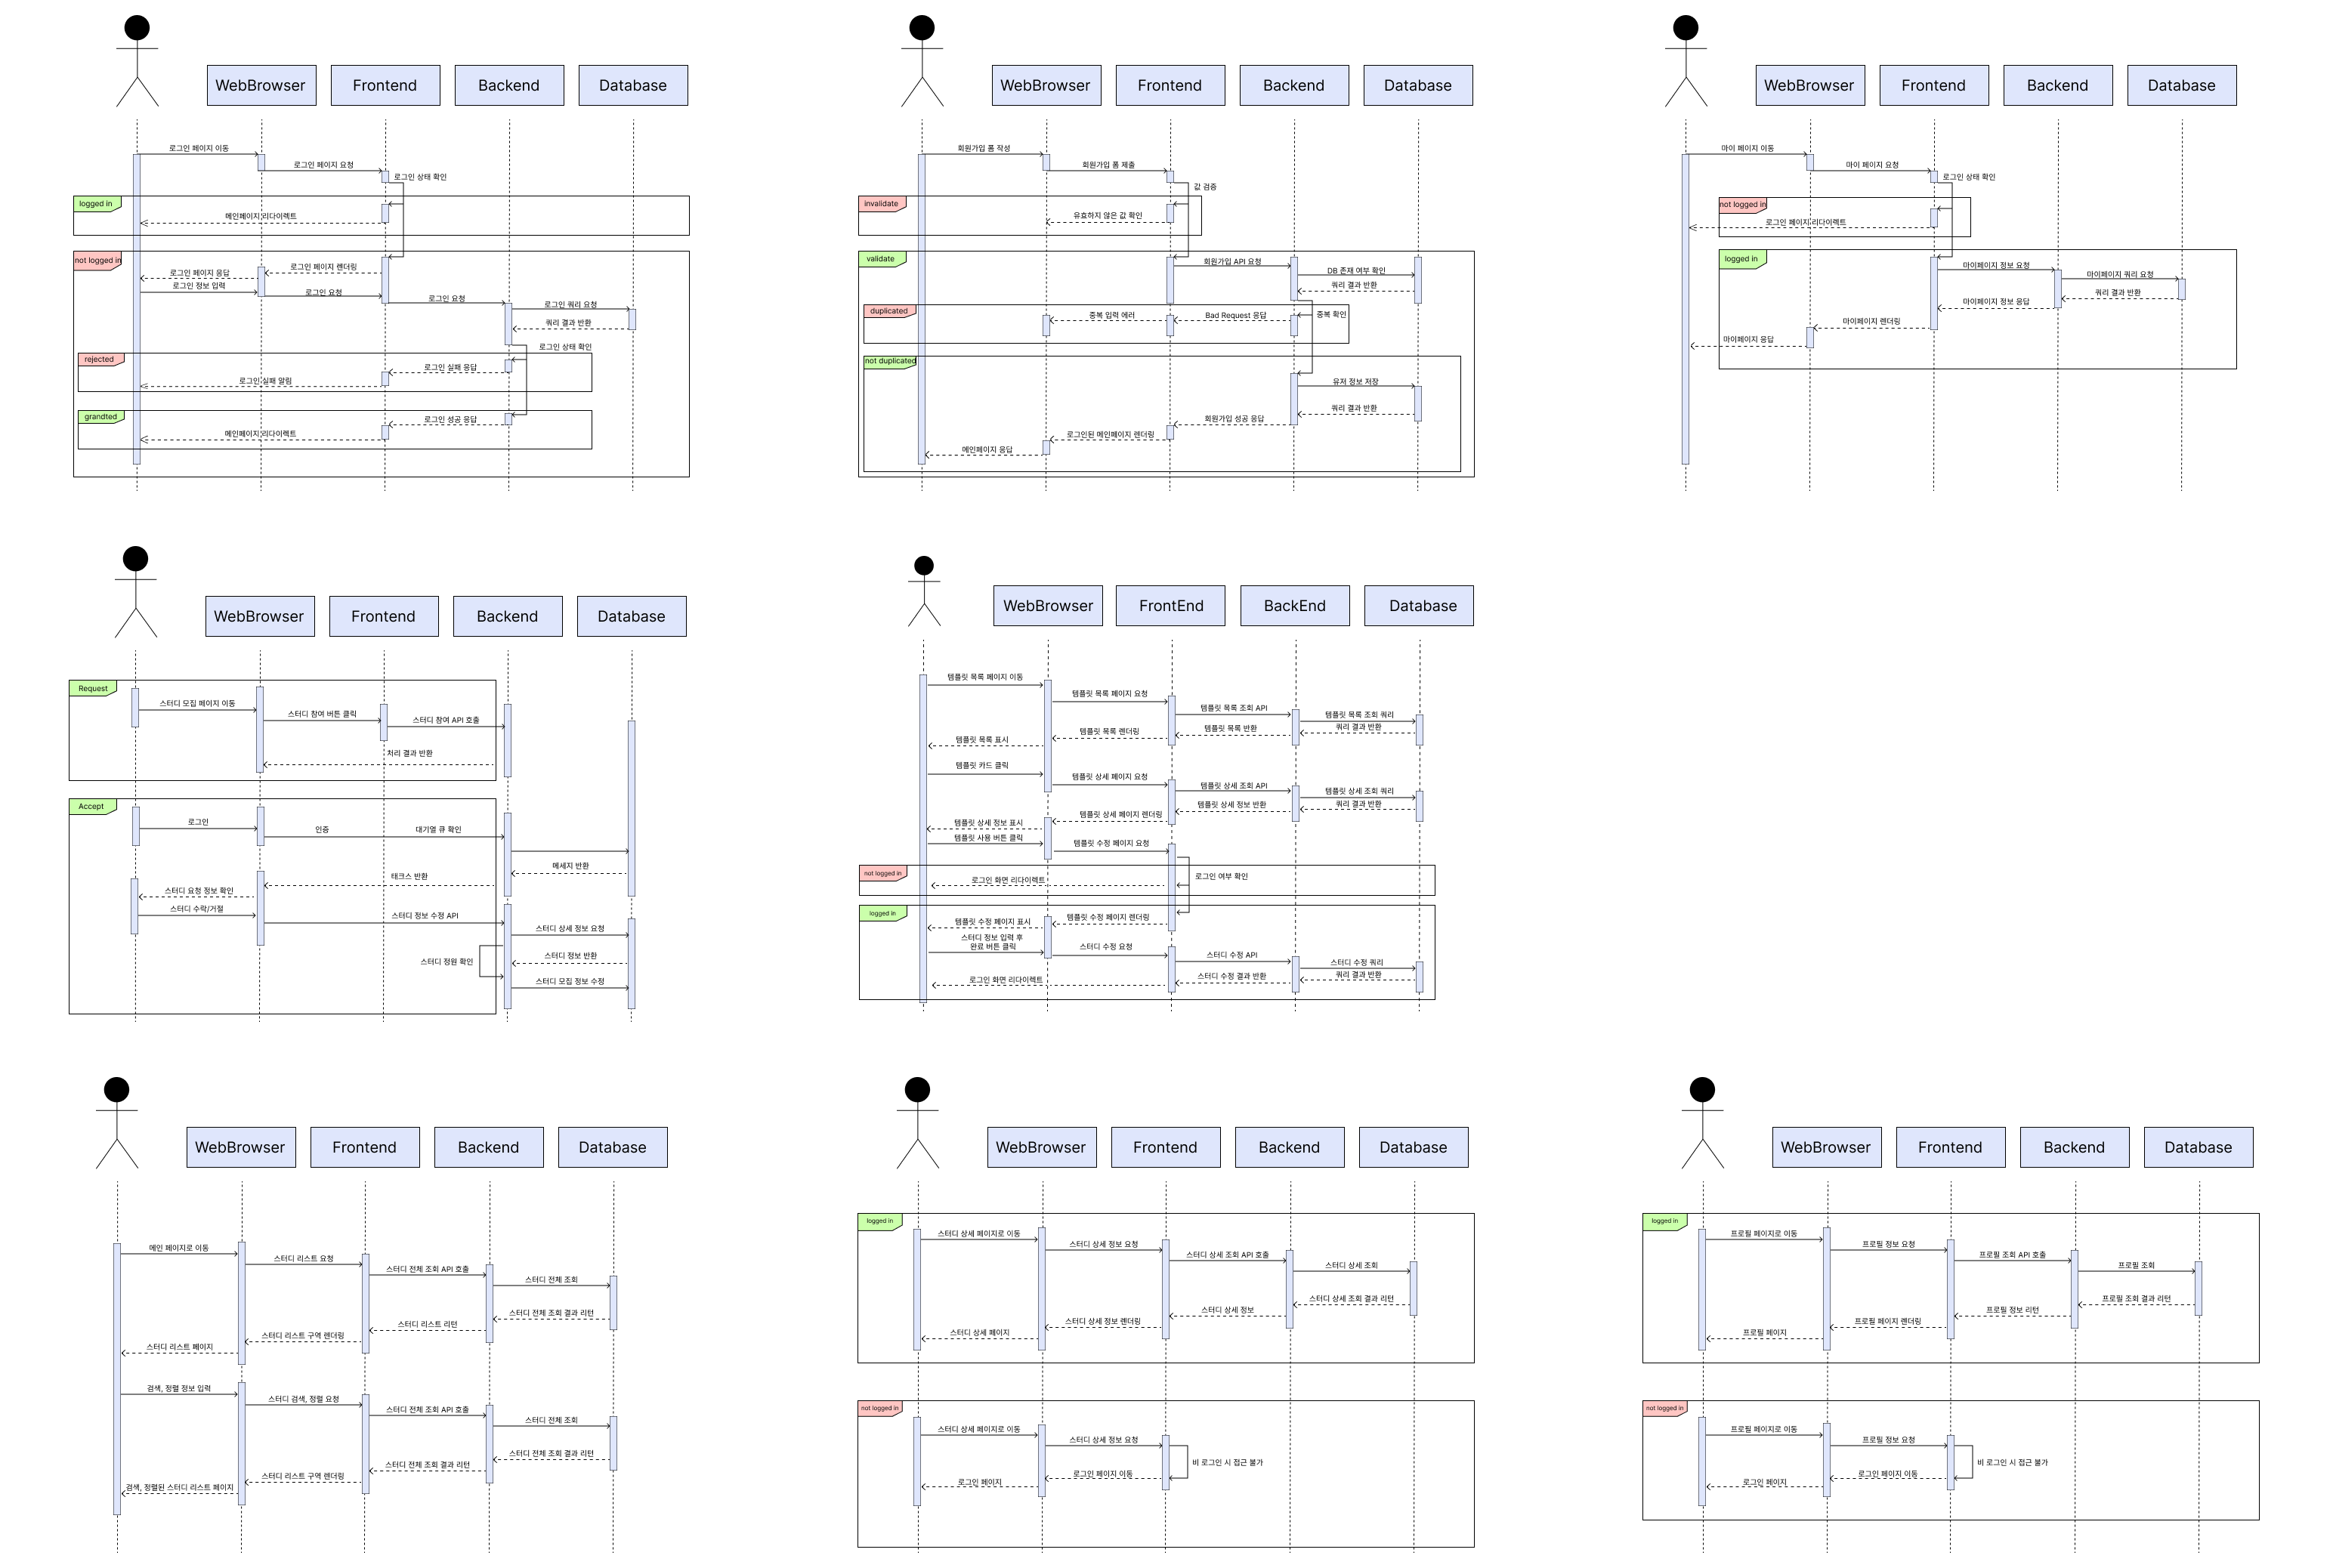 WebBrowser
Frontend
Backend
Database
로그인 페이지 이동
로그인 페이지 요청
로그인 상태 확인
logged in
메인페이지 리다이렉트
not logged in
로그인 페이지 렌더링
로그인 페이지 응답
로그인 정보 입력
로그인 요청
로그인 요청
로그인 쿼리 요청
쿼리 결과 반환
로그인 상태 확인
rejected
로그인 실패 응답
로그인 실패 알림
grandted
로그인 성공 응답
메인페이지 리다이렉트
WebBrowser
Frontend
Backend
Database
회원가입 폼 작성
회원가입 폼 제출
값 검증
invalidate
유효하지 않은 값 확인
validate
회원가입 API 요청
DB 존재 여부 확인
쿼리 결과 반환
duplicated
중복 입력 에러
Bad Request 응답
중복 확인
not duplicated
유저 정보 저장
쿼리 결과 반환
회원가입 성공 응답
로그인된 메인페이지 렌더링
메인페이지 응답
WebBrowser
Frontend
Backend
Database
마이 페이지 이동
마이 페이지 요청
로그인 상태 확인
not logged in
로그인 페이지 리다이렉트
logged in
마이페이지 정보 요청
마이페이지 쿼리 요청
쿼리 결과 반환
마이페이지 정보 응답
마이페이지 렌더링
마이페이지 응답
WebBrowser
Frontend
Backend
Database
Request
스터디 모집 페이지 이동
스터디 참여 버튼 클릭
스터디 참여 API 호출
처리 결과 반환
Accept
로그인
인증
대기열 큐 확인
메세지 반환
태크스 반환
스터디 요청 정보 확인
스터디 수락/거절
스터디 정보 수정 API
스터디 상세 정보 요청
스터디 정원 확인
스터디 정보 반환
스터디 모집 정보 수정
WebBrowser
FrontEnd
BackEnd
Database
템플릿 목록 페이지 이동
템플릿 목록 페이지 요청
템플릿 목록 조회 API
템플릿 목록 조회 쿼리
쿼리 결과 반환
템플릿 목록 반환
템플릿 목록 렌더링
템플릿 목록 표시
템플릿 카드 클릭
템플릿 상세 페이지 요청
템플릿 상세 조회 API
템플릿 상세 조회 쿼리
쿼리 결과 반환
템플릿 상세 정보 반환
템플릿 상세 페이지 렌더링
템플릿 상세 정보 표시
템플릿 사용 버튼 클릭
템플릿 수정 페이지 요청
not logged in
로그인 여부 확인
로그인 화면 리다이렉트
logged in
템플릿 수정 페이지 렌더링
템플릿 수정 페이지 표시
스터디 정보 입력 후
완료 버튼 클릭
스터디 수정 요청
스터디 수정 API
스터디 수정 쿼리
쿼리 결과 반환
스터디 수정 결과 반환
로그인 화면 리다이렉트
WebBrowser
Frontend
Backend
Database
메인 페이지로 이동
스터디 리스트 요청
스터디 전체 조회 API 호출
스터디 전체 조회
스터디 전체 조회 결과 리턴
스터디 리스트 리턴
스터디 리스트 구역 렌더링
스터디 리스트 페이지
검색, 정렬 정보 입력
스터디 검색, 정렬 요청
스터디 전체 조회 API 호출
스터디 전체 조회
스터디 전체 조회 결과 리턴
스터디 전체 조회 결과 리턴
스터디 리스트 구역 렌더링
검색, 정렬된 스터디 리스트 페이지
WebBrowser
Frontend
Backend
Database
logged in
스터디 상세 페이지로 이동
스터디 상세 정보 요청
스터디 상세 조회 API 호출
스터디 상세 조회
스터디 상세 조회 결과 리턴
스터디 상세 정보
스터디 상세 정보 렌더링
스터디 상세 페이지
not logged in
스터디 상세 페이지로 이동
스터디 상세 정보 요청
비 로그인 시 접근 불가
로그인 페이지 이동
로그인 페이지
WebBrowser
Frontend
Backend
Database
logged in
프로필 페이지로 이동
프로필 정보 요청
프로필 조회 API 호출
프로필 조회
프로필 조회 결과 리턴
프로필 정보 리턴
프로필 페이지 렌더링
프로필 페이지
not logged in
프로필 페이지로 이동
프로필 정보 요청
비 로그인 시 접근 불가
로그인 페이지 이동
로그인 페이지